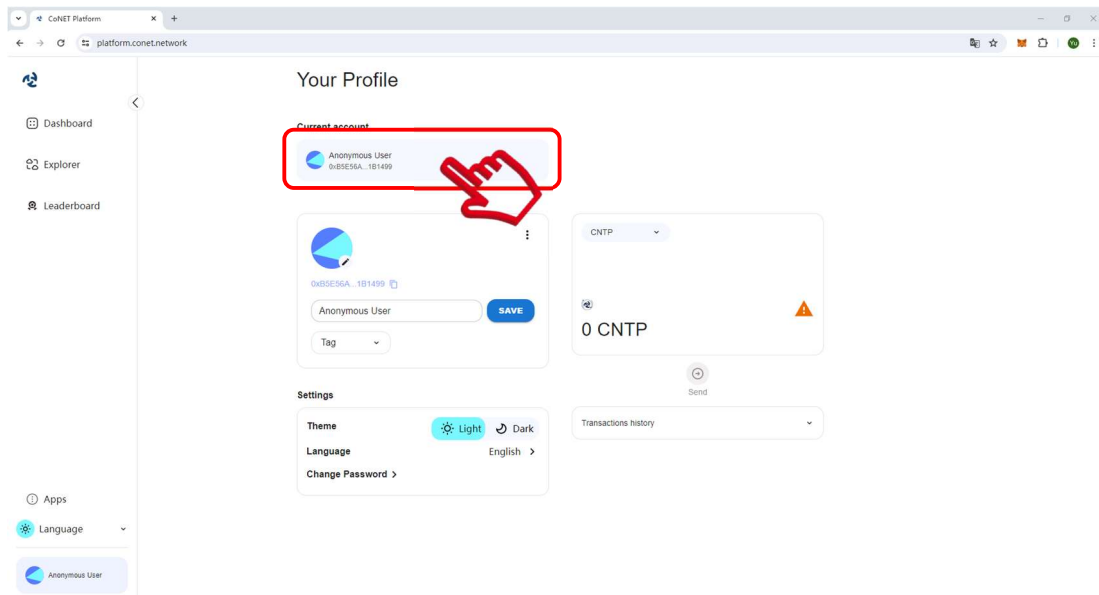 CoNET Platform
platform.conet.network
Yu
Dashboard
Explorer
Leaderboard
Apps
Language
Anonymous User
Your Profile
Current account
Anonymous User
0xB5E56A...1B1499
0xB5E56A...1B1499
Anonymous User
SAVE
Tag
Settings
Theme
Light
Dark
Language
English
Change Password
CNTP
0 CNTP
Send
Transactions history